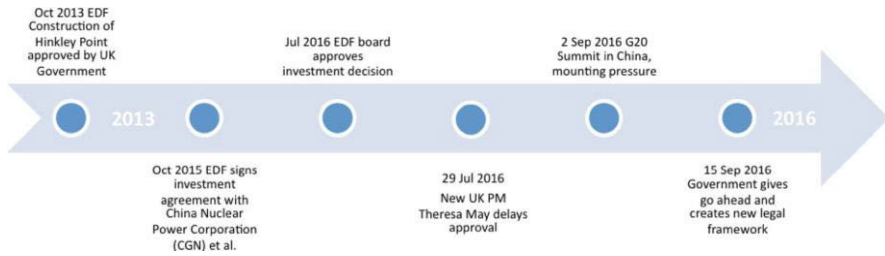 Oct 2013 EDF
Construction of
Hinkley Point
approved by UK
Government
2013
Oct 2015 EDF signs
investment
agreement with
China Nuclear
Power Corporation
(CGN) et al.
Jul 2016 EDF board
approves
investment decision
29 Jul 2016
New UK PM
Theresa May delays
approval
2 Sep 2016 G20
Summit in China,
mounting pressure
15 Sep 2016
Government gives
go ahead and
creates new legal
framework
2016